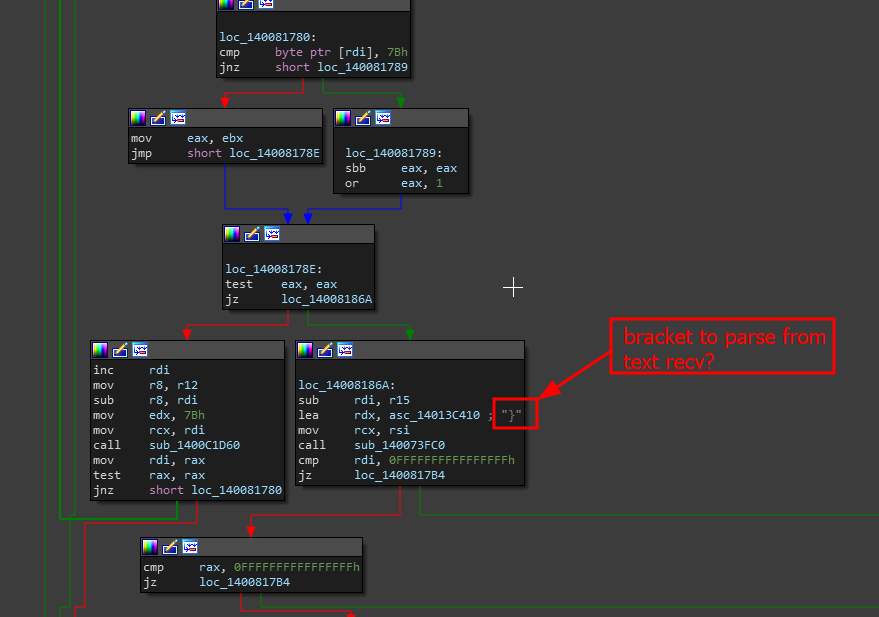 loc_140081780:
cmp byte ptr [rdi], 7Bh
jnz short loc_140081789
mov eax, ebx
jmp short loc_14008178E
loc_140081789:
sbb eax, eax
or eax, 1
loc_14008178E:
test eax, eax
jz loc_14008186A
inc rdi
mov r8, r12
sub r8, rdi
mov edx, 7Bh
mov rcx, rdi
call sub_1400C1D60
mov rdi, rax
test rax, rax
jnz short loc_140081780
loc_14008186A:
sub rdi, r15
lea rdx, asc_14013C410 ; "}"
mov rcx, rsi
call sub_140073FC0
cmp rdi, 0FFFFFFFFFFFFFFFFh
jz loc_1400817B4
bracket to parse from
text recv?
cmp rax, 0FFFFFFFFFFFFFFFFh
jz loc_1400817B4